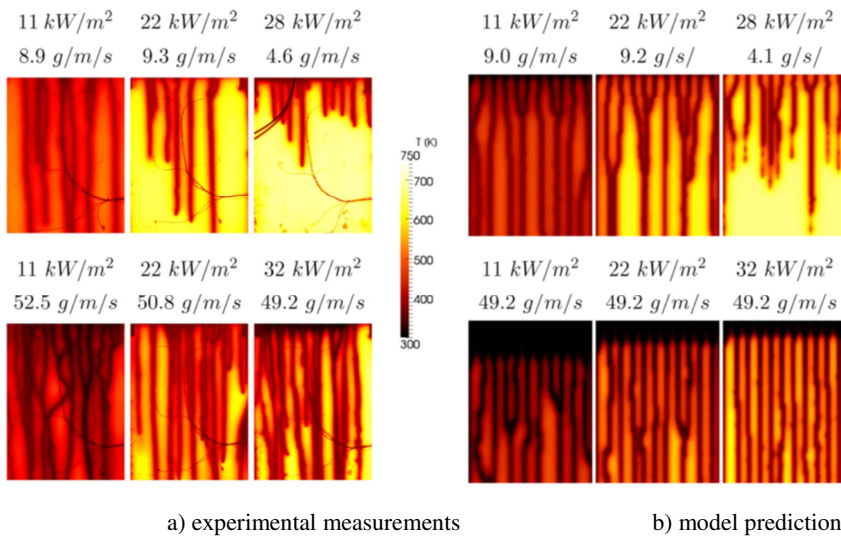 11 kW/m² 22 kW/m² 28 kW/m²
8.9 g/m/s 9.3 g/m/s 4.6 g/m/s
11 kW/m² 22 kW/m² 28 kW/m²
9.0 g/m/s 9.2 g/s/ 4.1 g/s/
T (K)
750
700
600
500
400
300
11 kW/m² 22 kW/m² 32 kW/m²
52.5 g/m/s 50.8 g/m/s 49.2 g/m/s
11 kW/m² 22 kW/m² 32 kW/m²
49.2 g/m/s 49.2 g/m/s 49.2 g/m/s
a) experimental measurements
b) model prediction